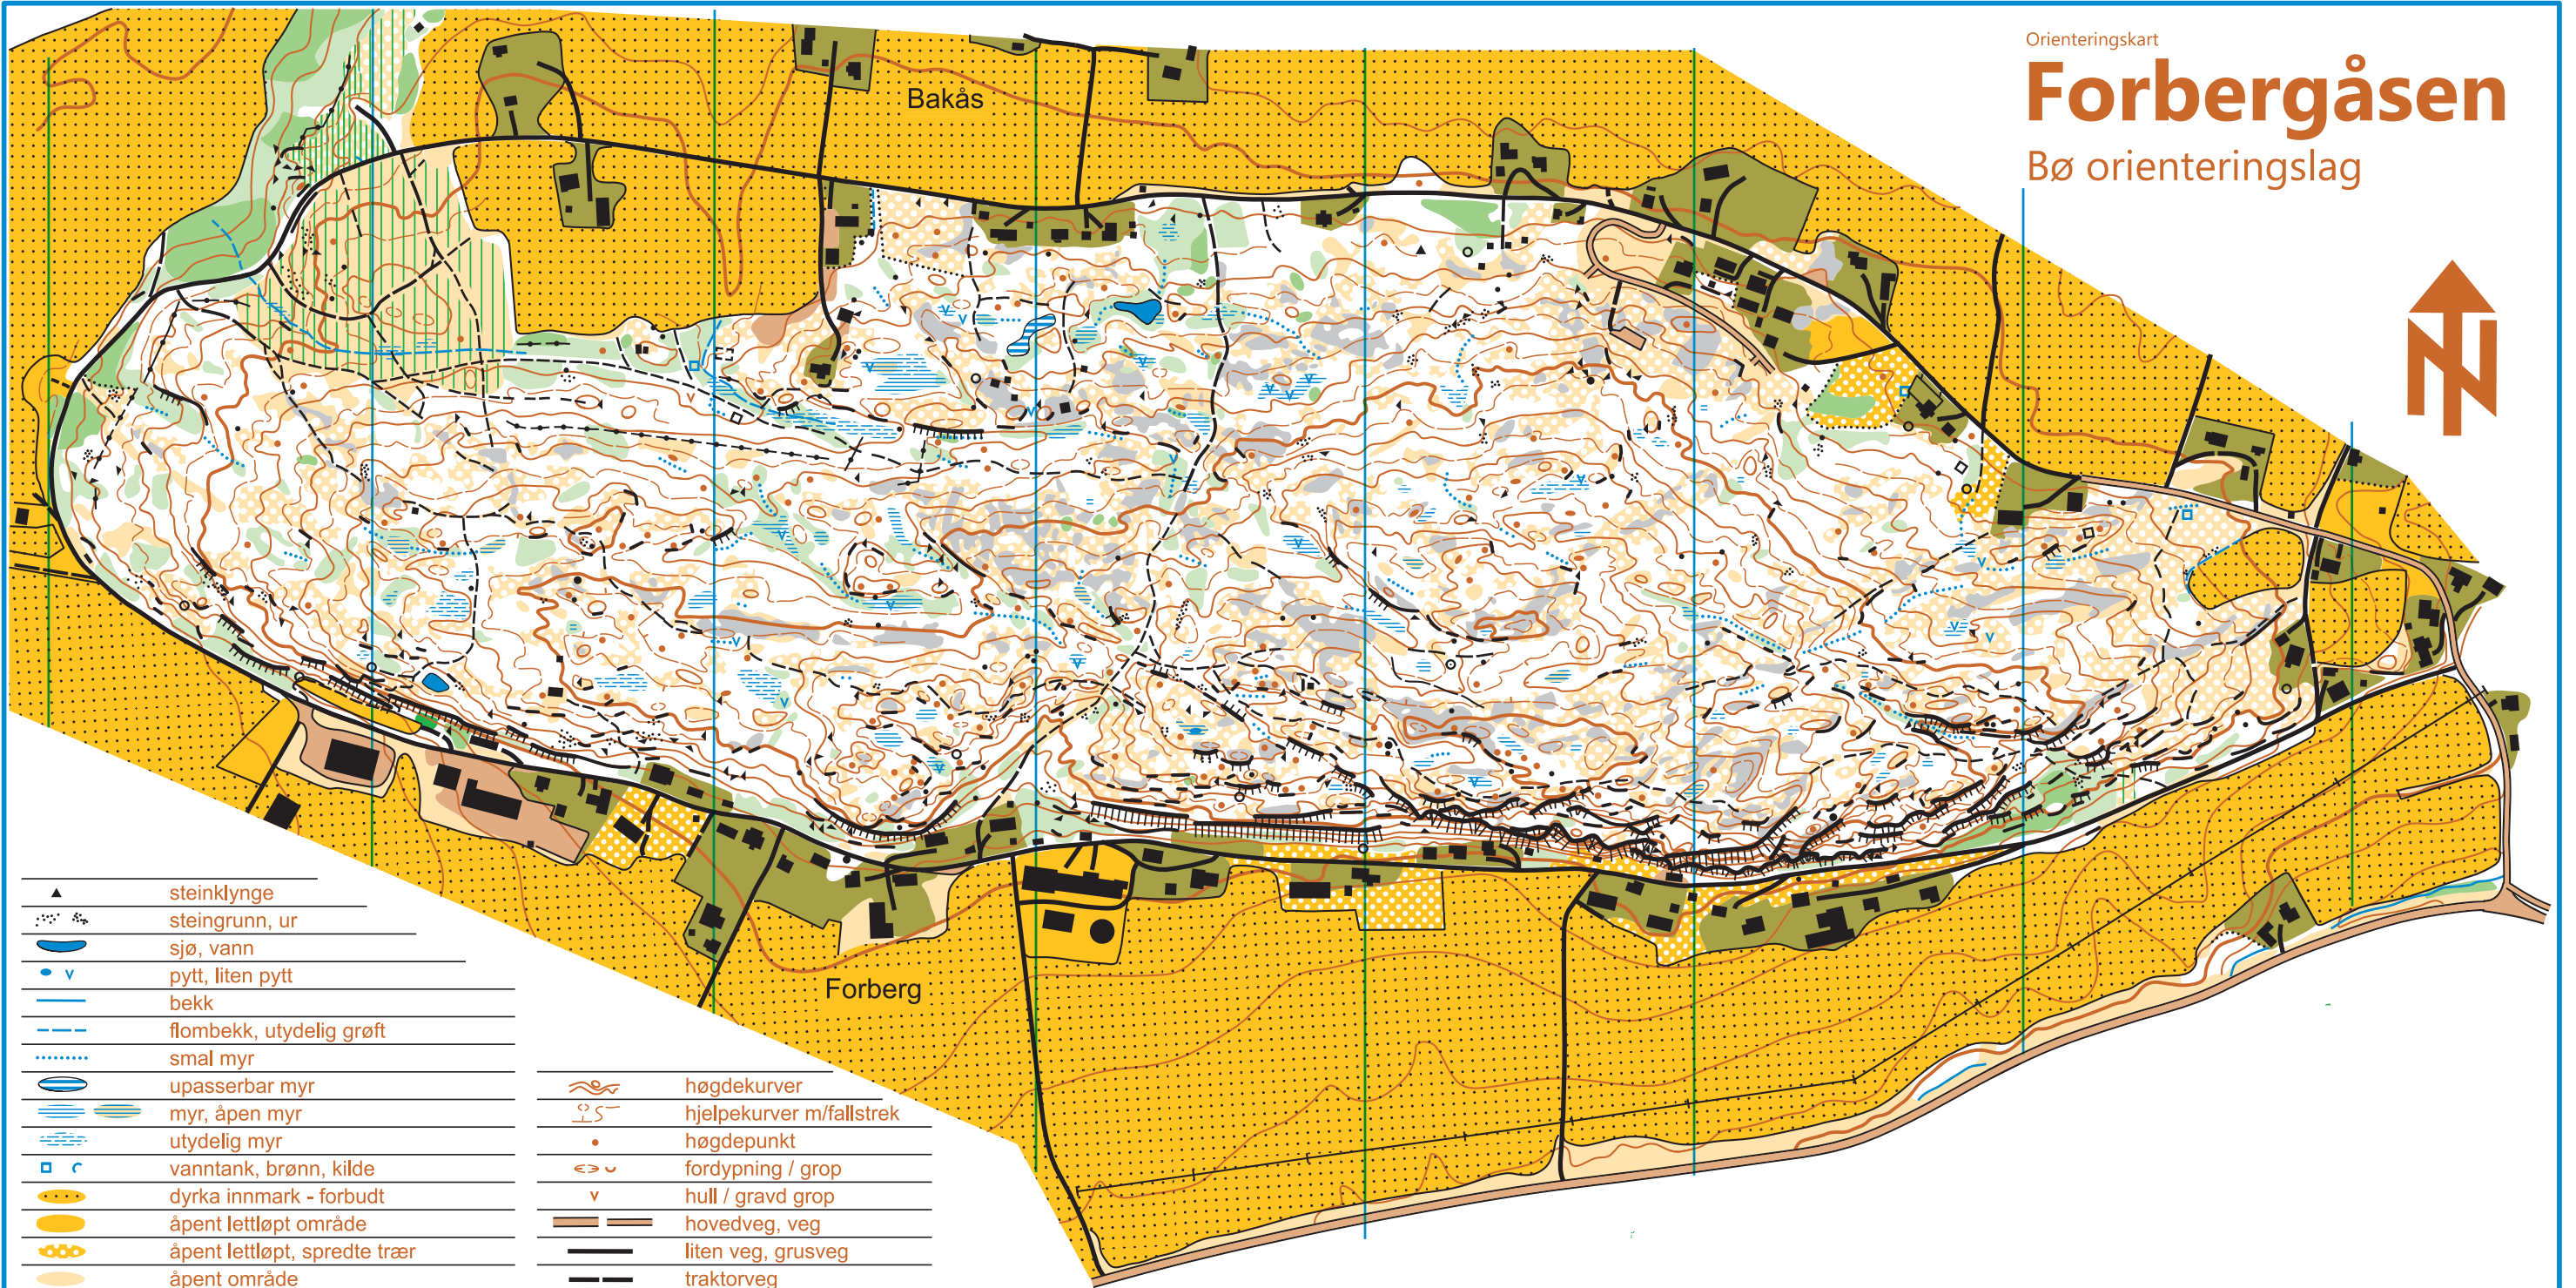 Orienteringskart
Forbergåsen
Bø orienteringslag
Bakås
Forberg
steinklynge
steingrunn, ur
sjø, vann
pytt, liten pytt
bekk
flombekk, utydelig grøft
smal myr
upasserbar myr
myr, åpen myr
utydelig myr
vanntank, brønn, kilde
dyrka innmark - forbudt
åpent lettløpt område
åpent lettløpt, spredte trær
åpent område
høgdekurver
hjelpekurver m/fallstrek
høgdepunkt
fordypning / grop
hull / gravd grop
hovedveg, veg
liten veg, grusveg
traktorveg
N